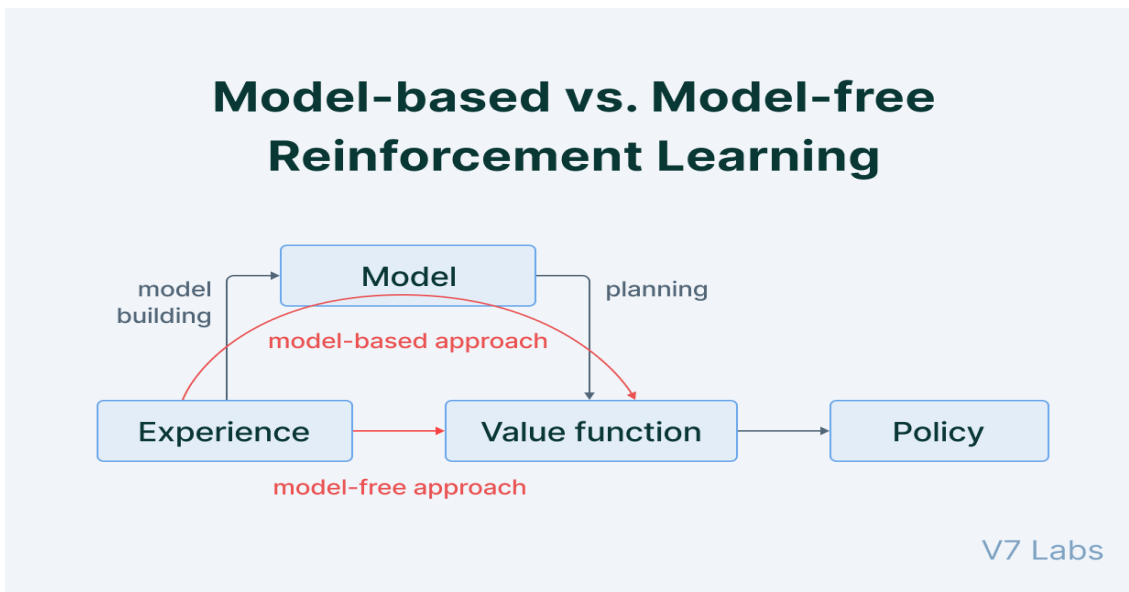 Model-based vs. Model-free
Reinforcement Learning
Model
model
building
planning
model-based approach
Experience
Value function
Policy
model-free approach
V7 Labs